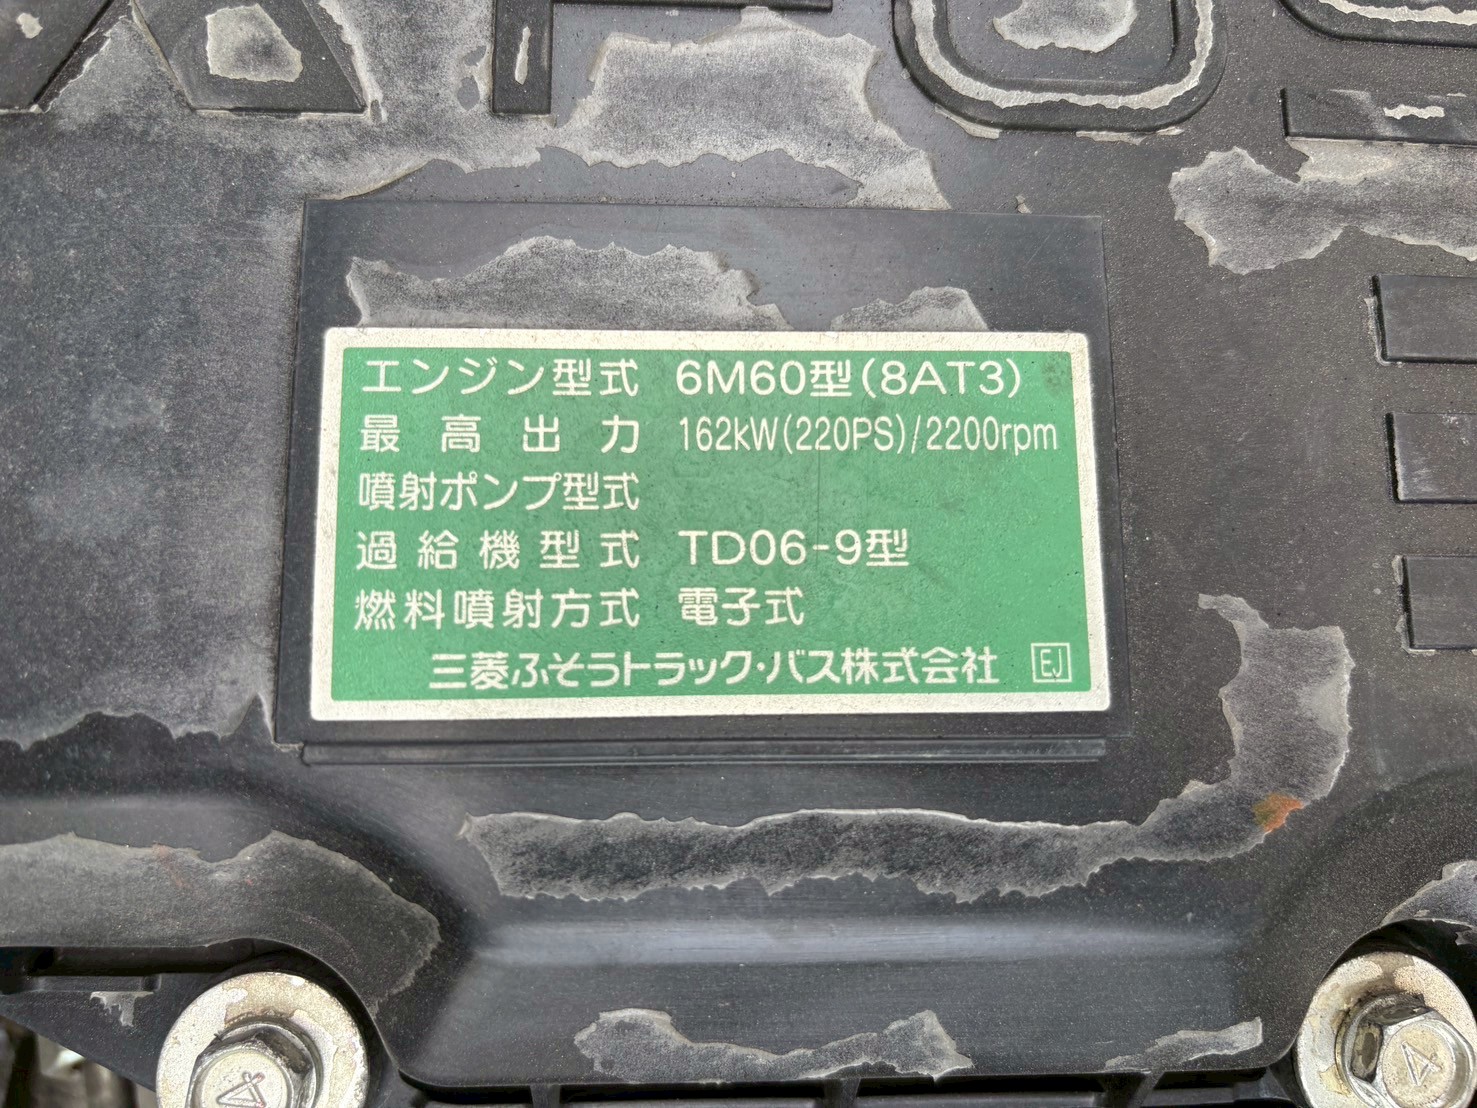 エンジン型式 6M60型(8AT3)
最高出力 162kW(220PS)/2200rpm
噴射ポンプ型式
過給機型式 TD06-9型
燃料噴射方式 電子式
三菱ふそうトラック・バス株式会社 EJ